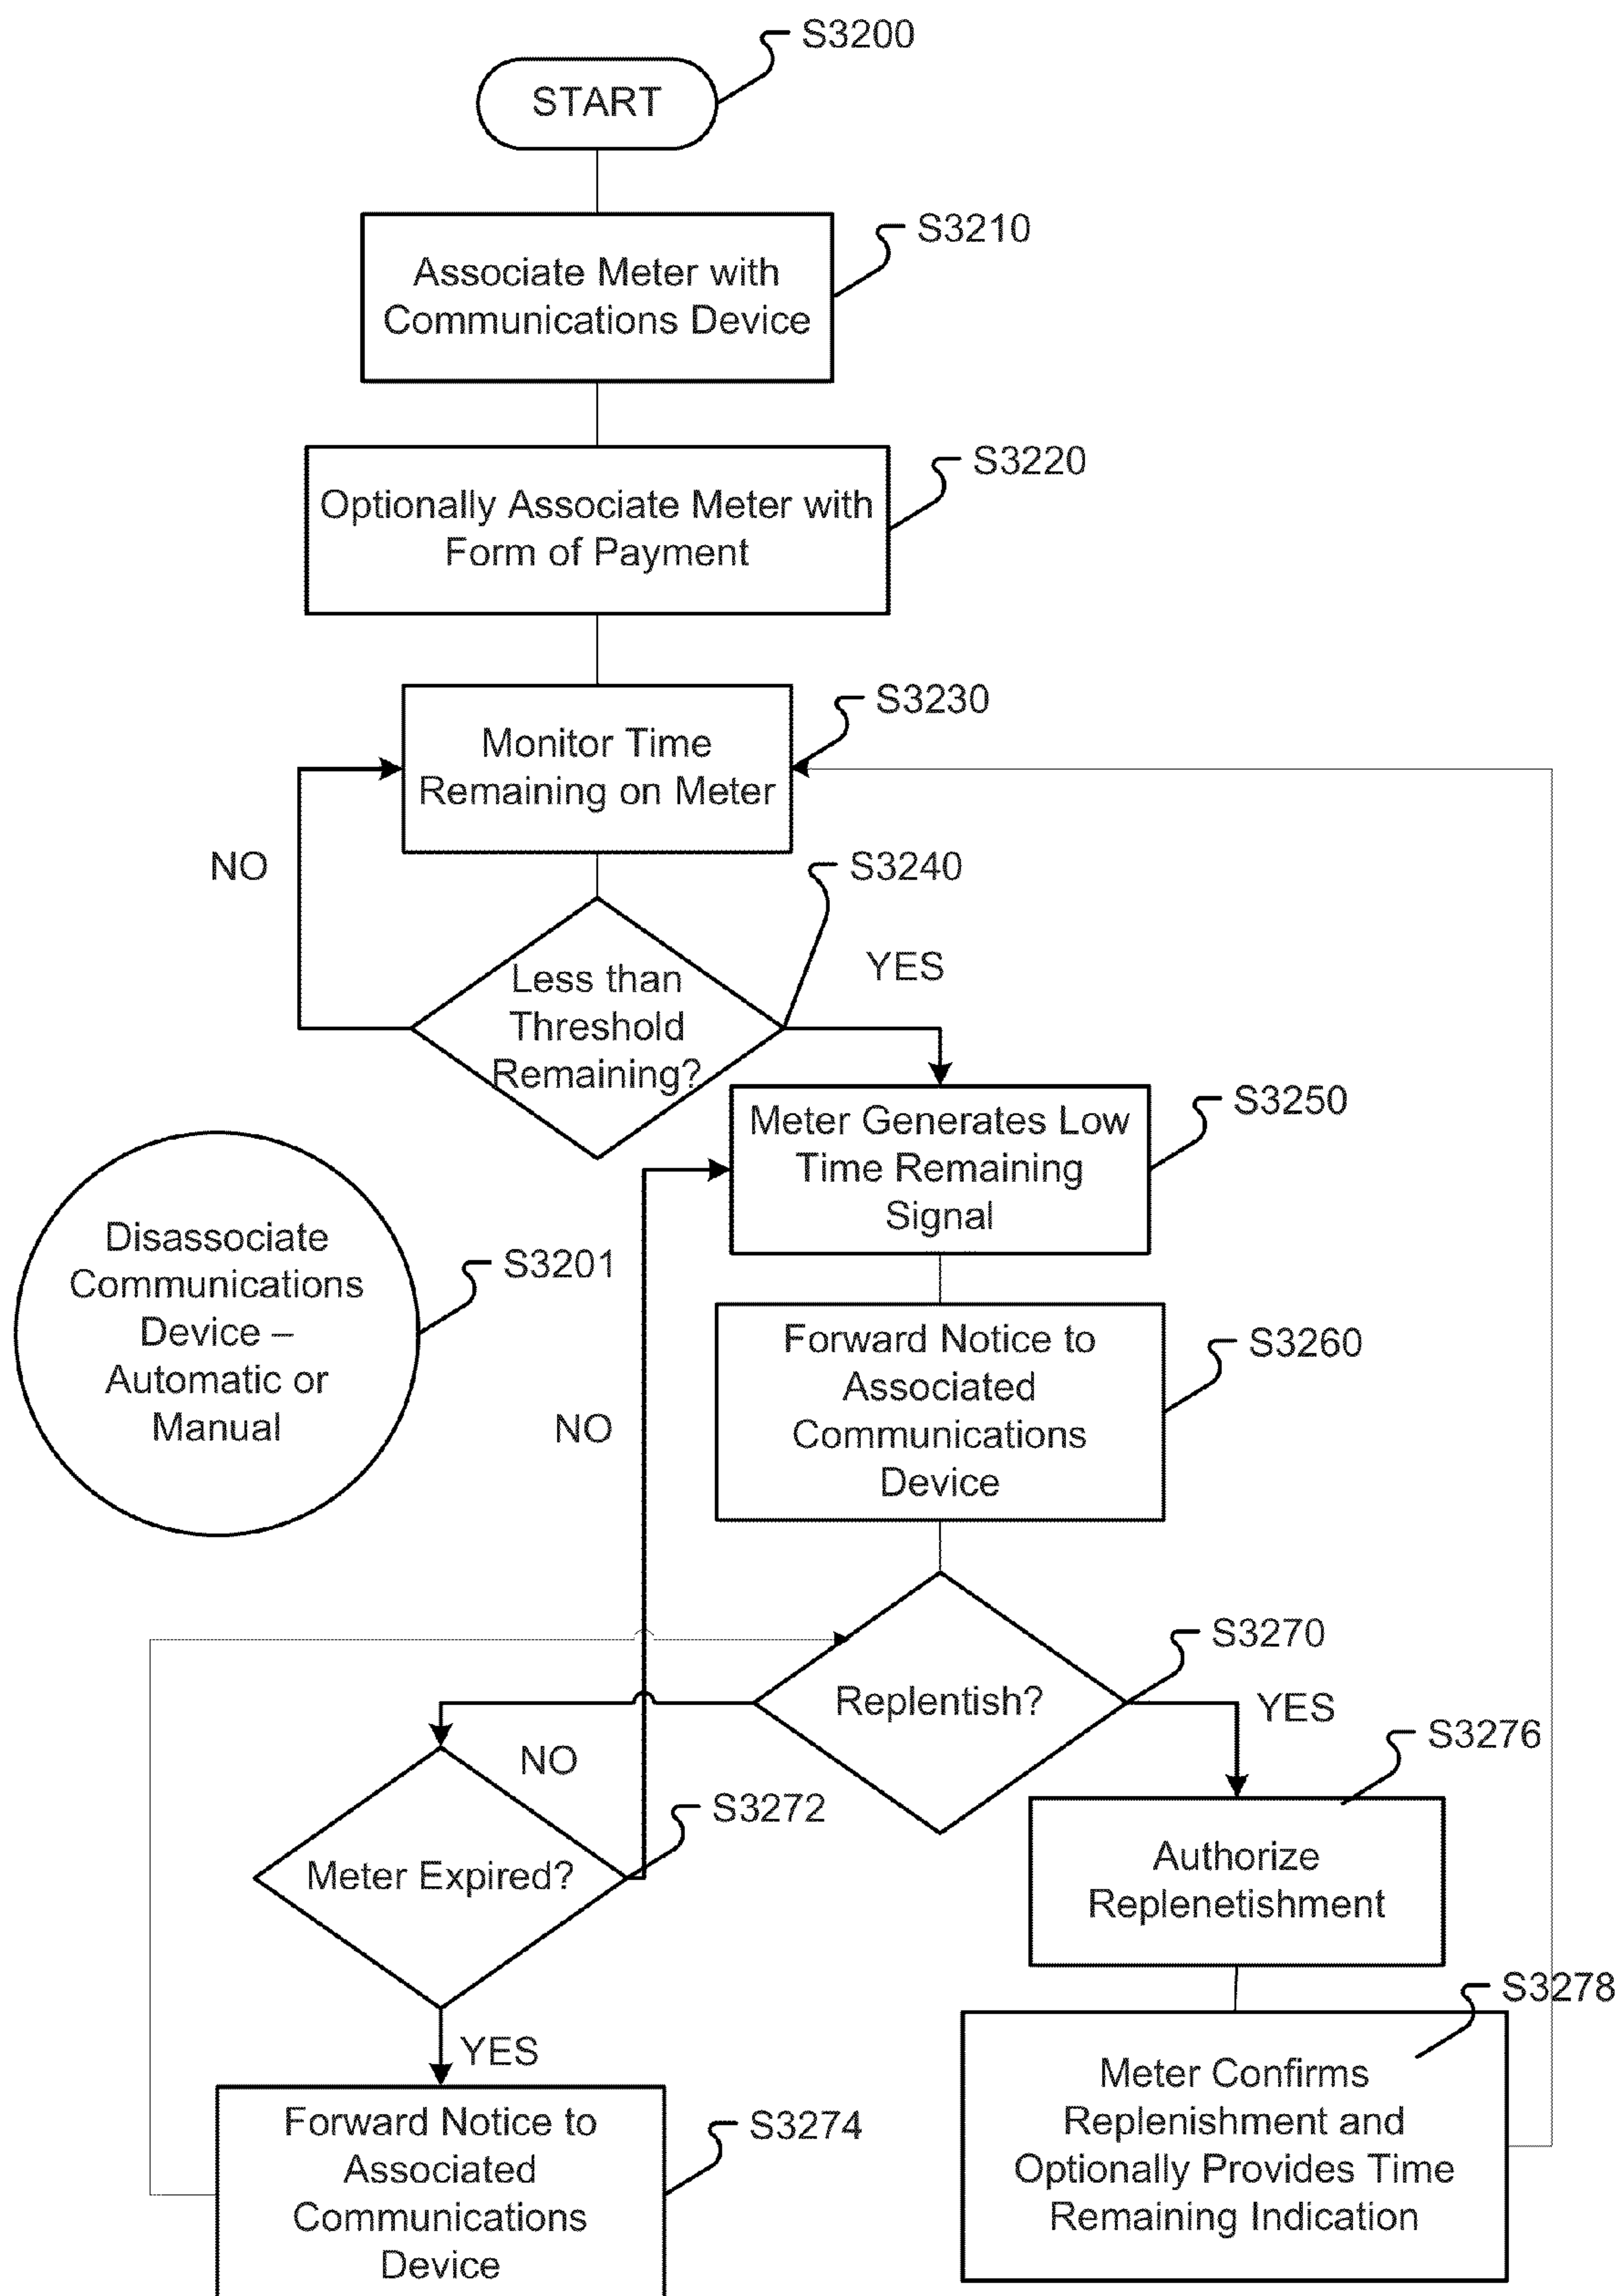 S3200
START
S3210
Associate Meter with
Communications Device
S3220
Optionally Associate Meter with
Form of Payment
S3230
Monitor Time
Remaining on Meter
NO
S3240
Less than
Threshold
Remaining?
YES
S3250
Meter Generates Low
Time Remaining
Signal
Disassociate
Communications
Device –
Automatic or
Manual
S3201
S3260
Forward Notice to
Associated
Communications
Device
NO
S3270
Replentish?
YES
S3276
NO
S3272
Meter Expired?
Authorize
Replenetishment
S3278
YES
Meter Confirms
Replenishment and
Optionally Provides Time
Remaining Indication
S3274
Forward Notice to
Associated
Communications
Device